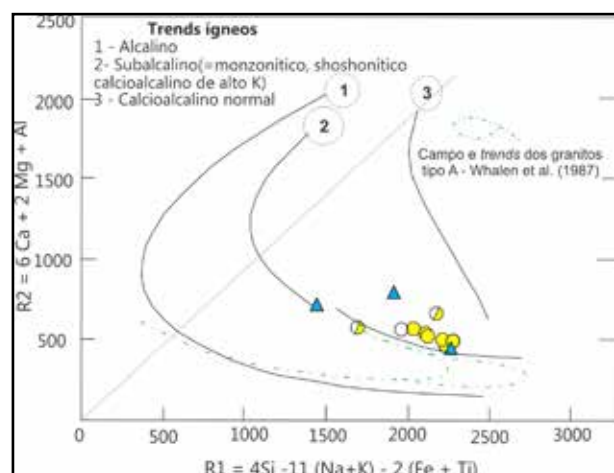 2500
Trends ígneos
1 - Alcalino
2- Subalcalino(=monzonitico, shoshonítico
calcioalcalino de alto K)
3 - Calcioalcalino normal
2000
1500
1000
500
0
1
2
3
Campo e trends dos granitos
tipo A - Whalen et al. (1987)
R2 = 6 Ca + 2 Mg + Al
0 500 1000 1500 2000 2500 3000
R1 = 4Si -11 (Na+K) - 2 (Fe + Ti)